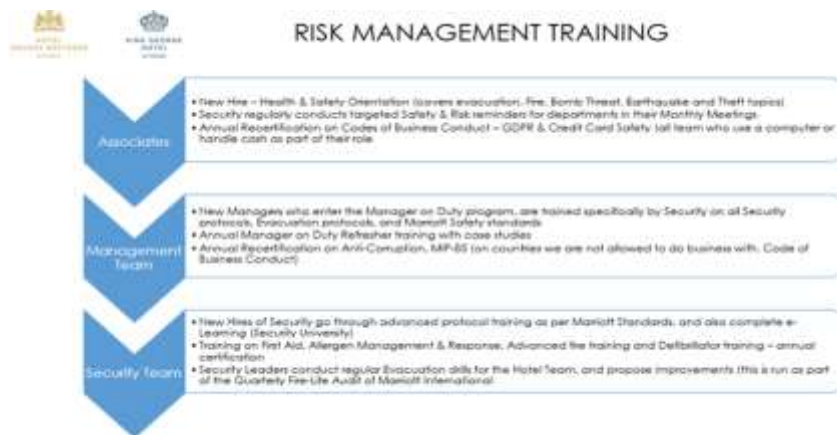 HOTEL
GRANDE BRETAGNE
KING GEORGE
HOTEL
RISK MANAGEMENT TRAINING
Associates
• New Hire – Health & Safety Orientation (covers evacuation, Fire, Bomb Threat, Earthquake and Theft topics)
• Security regularly conducts targeted Safety & Risk reminders for departments in their Monthly Meetings
• Annual Recertification on Codes of Business Conduct – GDPR & Credit Card Safety (all team who use a computer or
handle cash as part of their role
Management
Team
• New Managers who enter the Manager on Duty program, are trained specifically by Security on all Security
protocols, Evacuation protocols, and Marriott Safety standards
• Annual Manager on Duty Refresher training with case studies
• Annual Recertification on Anti-Corruption, MIP-85 (on countries we are not allowed to do business with, Code of
Business Conduct)
Security Team
• New Hires of Security go through advanced protocol training as per Marriott Standards, and also complete e-
Learning (Security University)
• Training on First Aid, Allergen Management & Response, Advanced fire training and Defibrillator training – annual
certification
• Security Leaders conduct regular Evacuation drills for the Hotel Team, and propose improvements (this is run as part
of the Quarterly Fire-Life Audit of Marriott International